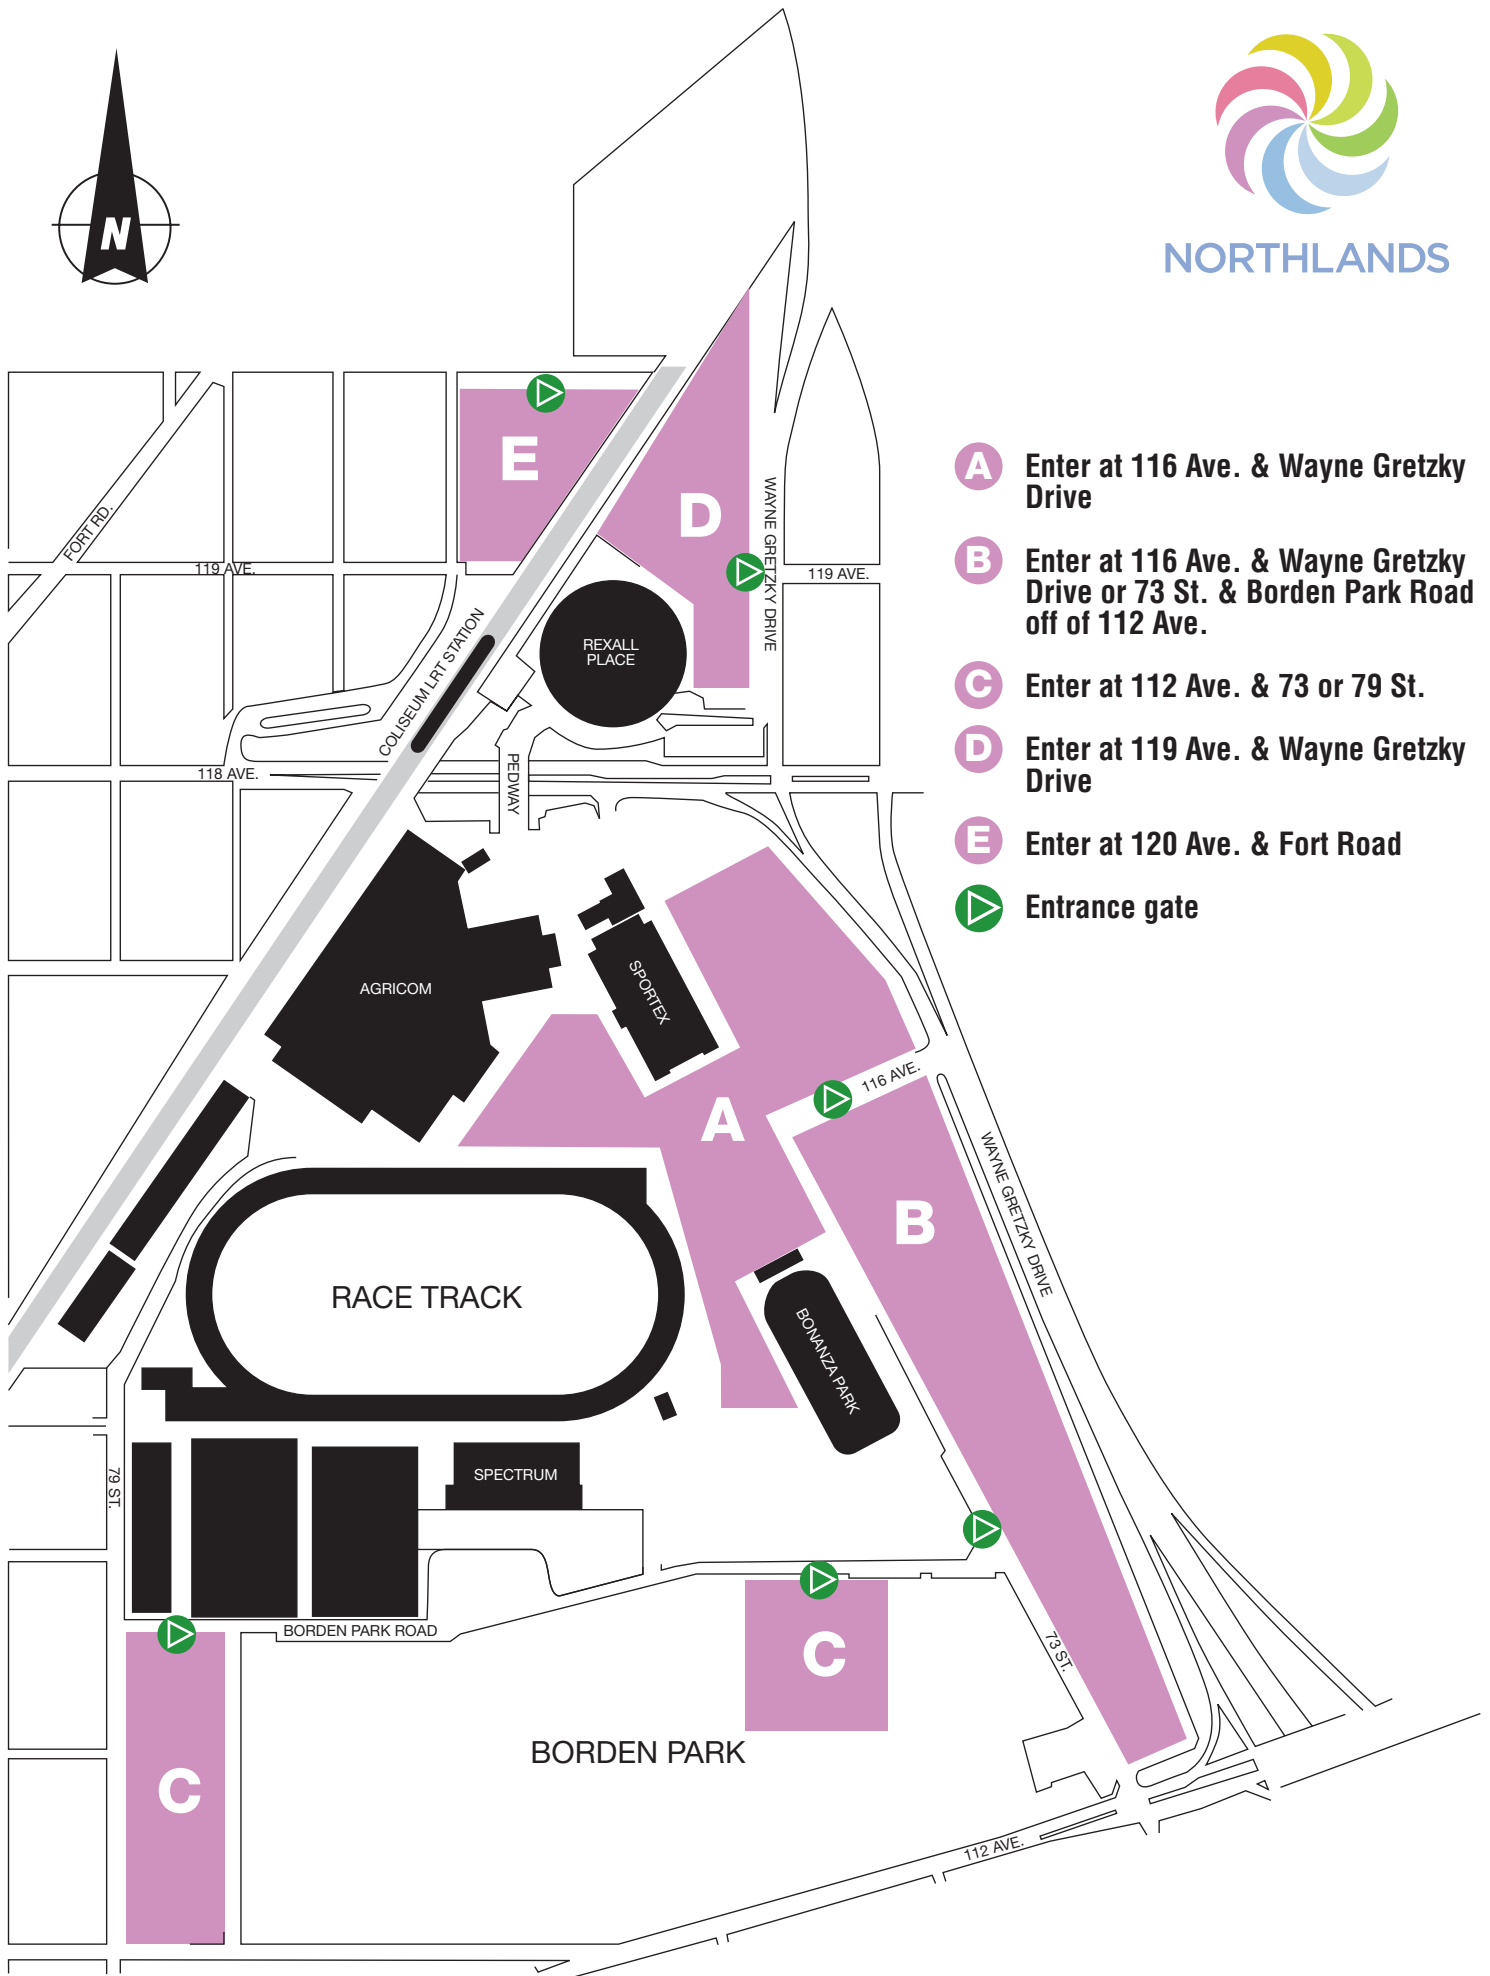 N
NORTHLANDS
A Enter at 116 Ave. & Wayne Gretzky
Drive
B Enter at 116 Ave. & Wayne Gretzky
Drive or 73 St. & Borden Park Road
off of 112 Ave.
C Enter at 112 Ave. & 73 or 79 St.
D Enter at 119 Ave. & Wayne Gretzky
Drive
E Enter at 120 Ave. & Fort Road
Entrance gate
E
D
FORT RD.
119 AVE.
WAYNE GRETZKY DRIVE
119 AVE.
REXALL
PLACE
COLISEUM LRT STATION
118 AVE.
PEDWAY
AGRICOM
SPORTEX
116 AVE.
A
B
WAYNE GRETZKY DRIVE
RACE TRACK
BONANZA PARK
79 ST.
SPECTRUM
BORDEN PARK ROAD
C
73 ST.
BORDEN PARK
C
112 AVE.